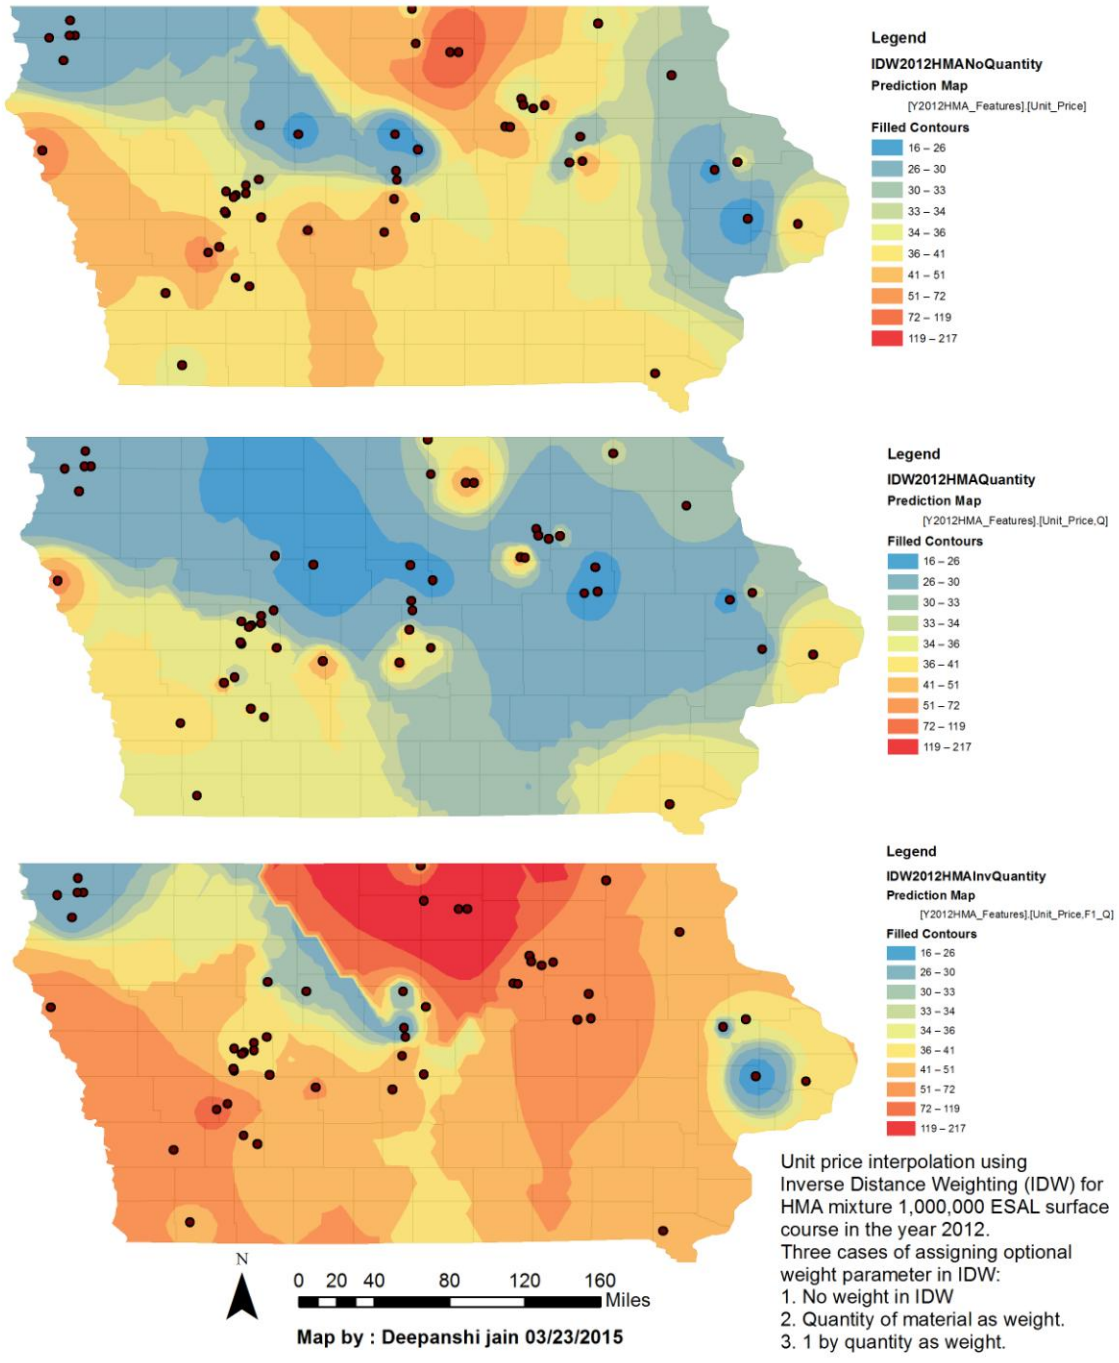 Legend
IDW2012HMANoQuantity
Prediction Map
[Y2012HMA_Features].[Unit_Price]
Filled Contours
16 – 26
26 – 30
30 – 33
33 – 34
34 – 36
36 – 41
41 – 51
51 – 72
72 – 119
119 – 217
Legend
IDW2012HMAQuantity
Prediction Map
[Y2012HMA_Features].[Unit_Price,Q]
Filled Contours
16 – 26
26 – 30
30 – 33
33 – 34
34 – 36
36 – 41
41 – 51
51 – 72
72 – 119
119 – 217
Legend
IDW2012HMAInvQuantity
Prediction Map
[Y2012HMA_Features].[Unit_Price,F1_Q]
Filled Contours
16 – 26
26 – 30
30 – 33
33 – 34
34 – 36
36 – 41
41 – 51
51 – 72
72 – 119
119 – 217
Unit price interpolation using
Inverse Distance Weighting (IDW) for
HMA mixture 1,000,000 ESAL surface
course in the year 2012.
Three cases of assigning optional
weight parameter in IDW:
1. No weight in IDW
2. Quantity of material as weight.
3. 1 by quantity as weight.
N
0 20 40 80 120 160
Miles
Map by : Deepanshi jain 03/23/2015